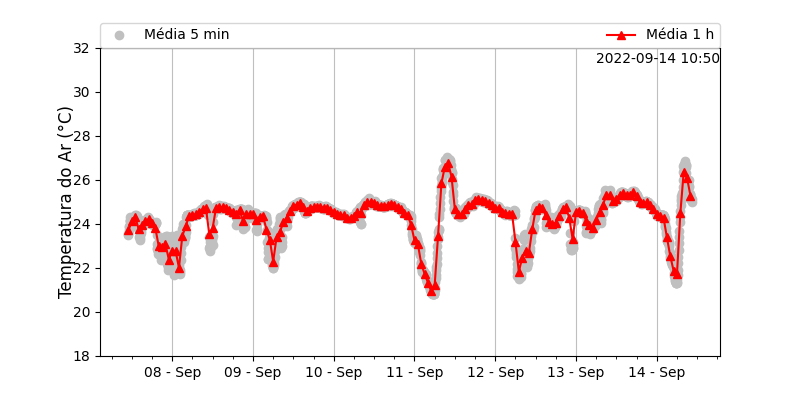 Média 5 min
Média 1 h
2022-09-14 10:50
Temperatura do Ar (°C)
32
30
28
26
24
22
20
18
08 - Sep
09 - Sep
10 - Sep
11 - Sep
12 - Sep
13 - Sep
14 - Sep